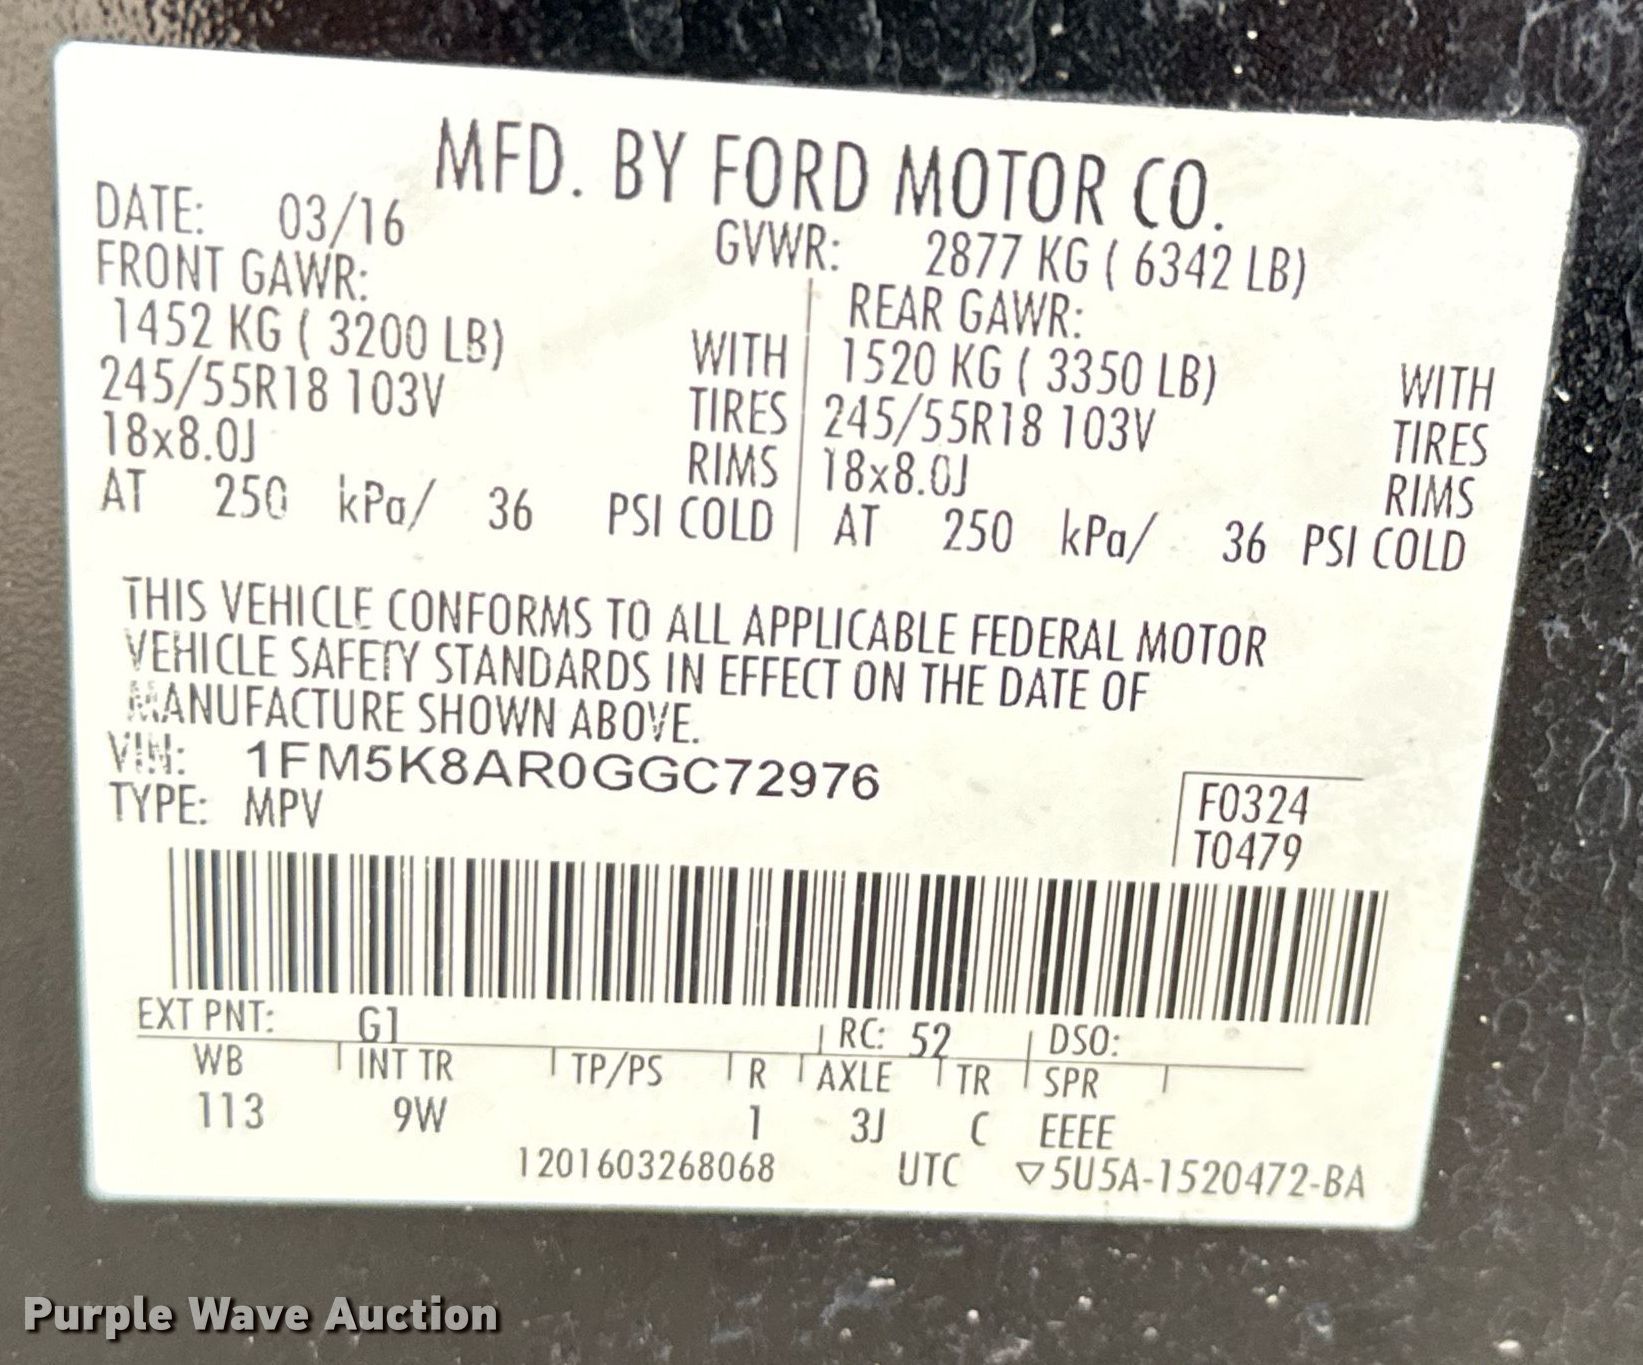 MFD. BY FORD MOTOR CO.
DATE: 03/16 GVWR: 2877 KG ( 6342 LB)
FRONT GAWR: REAR GAWR:
1452 KG ( 3200 LB) WITH 1520 KG ( 3350 LB) WITH
245/55R18 103V TIRES 245/55R18 103V TIRES
18x8.0J RIMS 18x8.0J RIMS
AT 250 kPa/ 36 PSI COLD AT 250 kPa/ 36 PSI COLD
THIS VEHICLE CONFORMS TO ALL APPLICABLE FEDERAL MOTOR
VEHICLE SAFETY STANDARDS IN EFFECT ON THE DATE OF
MANUFACTURE SHOWN ABOVE.
VIN: 1FM5K8AR0GGC72976
TYPE: MPV F0324
T0479
EXT PNT: G1 RC: 52 DSO:
WB INT TR TP/PS R AXLE TR SPR
113 9W 1 3J C EEEE
1201603268068 UTC ▽5U5A-1520472-BA
Purple Wave Auction